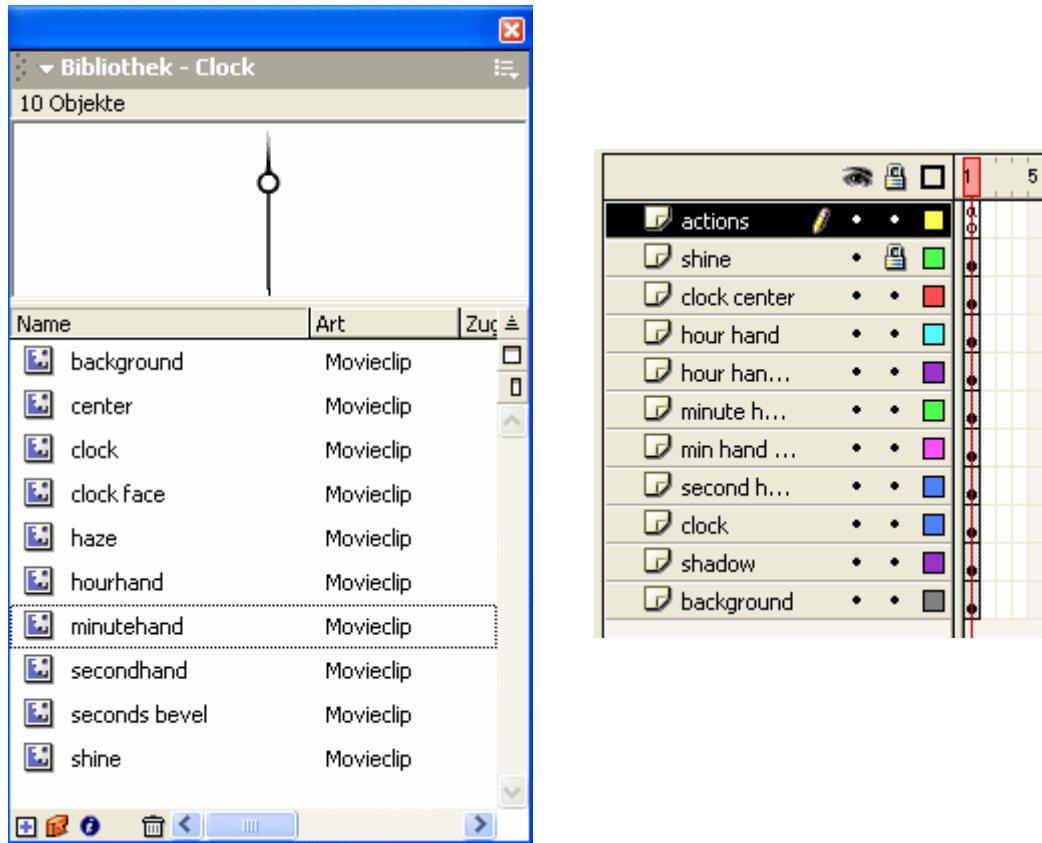 Bibliothek - Clock
10 Objekte
Name Art Zug
background Movieclip
center Movieclip
clock Movieclip
clock face Movieclip
haze Movieclip
hourhand Movieclip
minutehand Movieclip
secondhand Movieclip
seconds bevel Movieclip
shine Movieclip
1 5
actions
shine
clock center
hour hand
hour han...
minute h...
min hand ...
second h...
clock
shadow
background